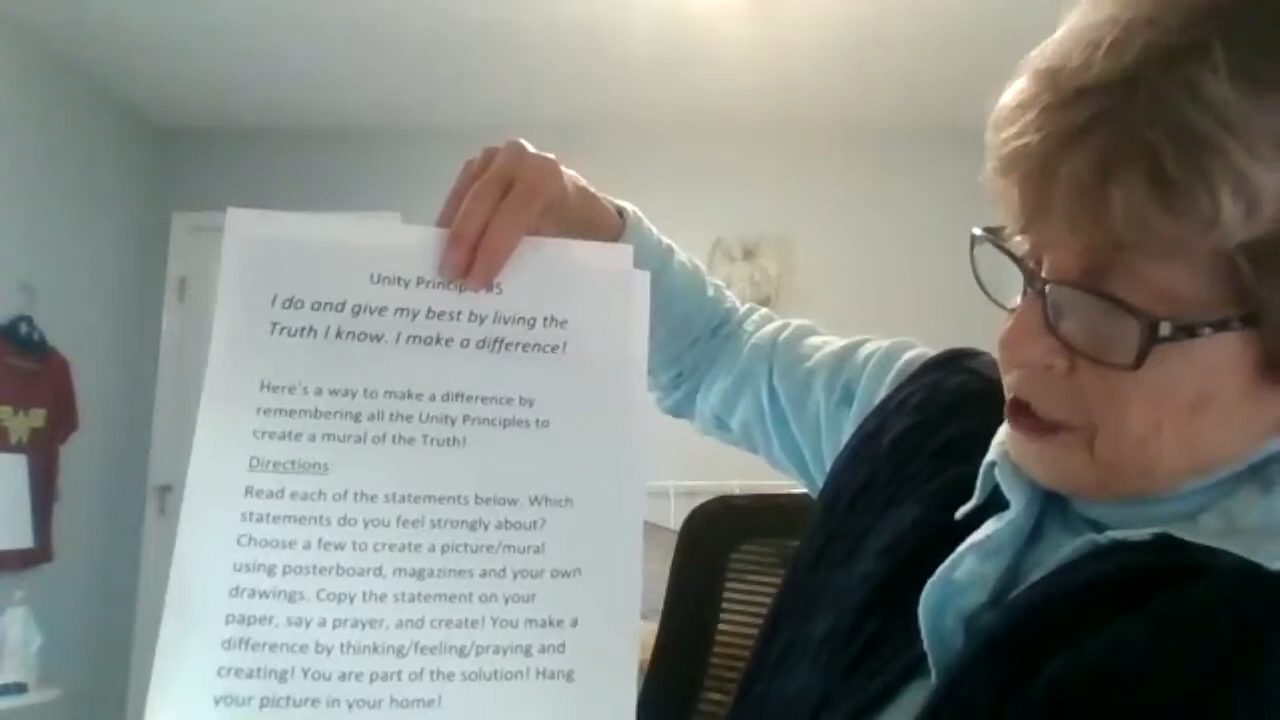 Unity Principle #5
I do and give my best by living the
Truth I know. I make a difference!
Here's a way to make a difference by
remembering all the Unity Principles to
create a mural of the Truth!
Directions:
Read each of the statements below. Which
statements do you feel strongly about?
Choose a few to create a picture/mural
using posterboard, magazines and your own
drawings. Copy the statement on your
paper, say a prayer, and create! You make a
difference by thinking/feeling/praying and
creating! You are part of the solution! Hang
your picture in your home!